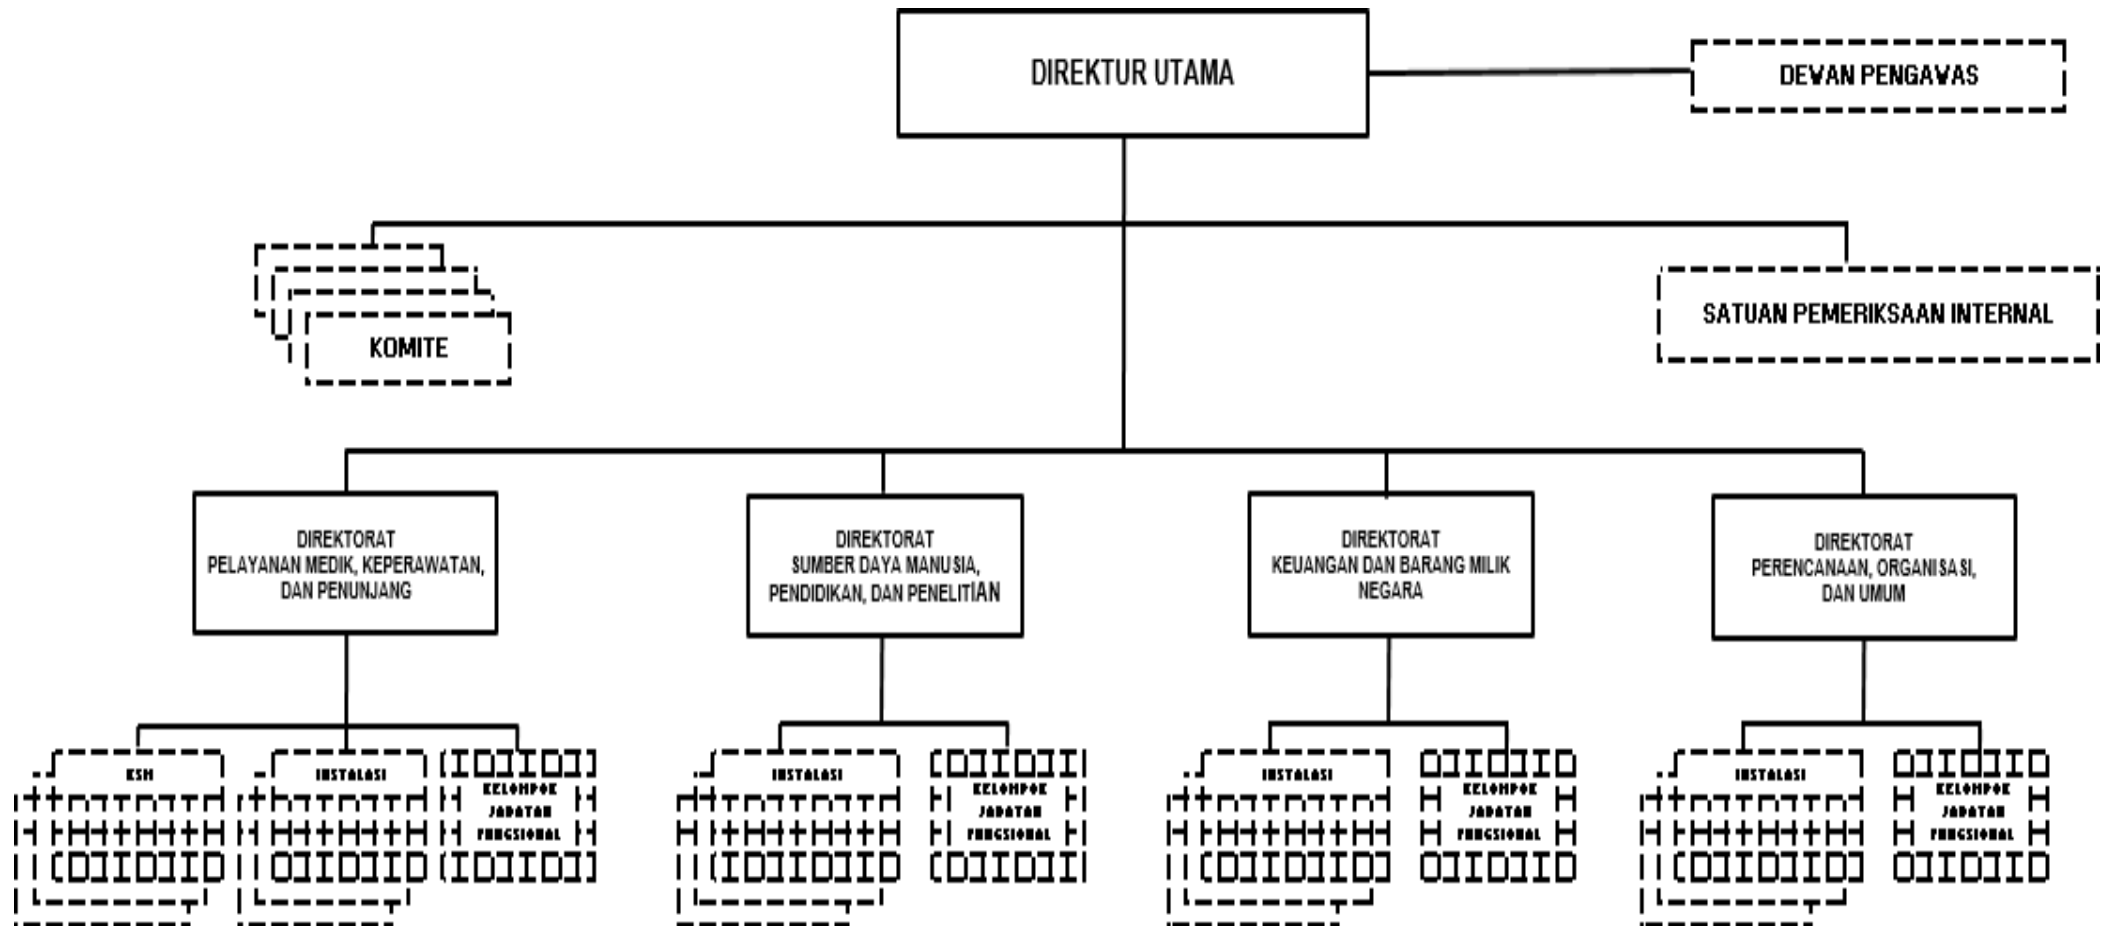 DIREKTUR UTAMA
DEWAN PENGAWAS
KOMITE
SATUAN PEMERIKSAAN INTERNAL
DIREKTORAT
PELAYANAN MEDIK, KEPERAWATAN,
DAN PENUNJANG
DIREKTORAT
SUMBER DAYA MANUSIA,
PENDIDIKAN, DAN PENELITIAN
DIREKTORAT
KEUANGAN DAN BARANG MILIK
NEGARA
DIREKTORAT
PERENCANAAN, ORGANISASI,
DAN UMUM
KSM
INSTALASI
KELOMPOK
JABATAN
FUNGSIONAL
INSTALASI
KELOMPOK
JABATAN
FUNGSIONAL
INSTALASI
KELOMPOK
JABATAN
FUNGSIONAL
INSTALASI
KELOMPOK
JABATAN
FUNGSIONAL